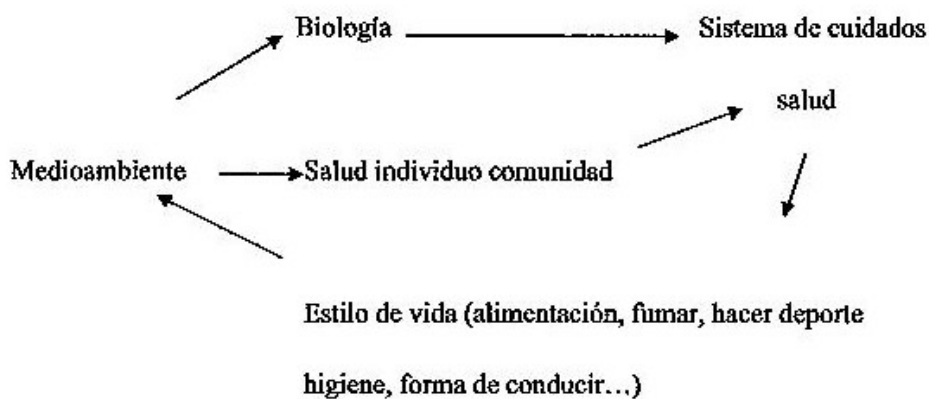 Biología
Sistema de cuidados
salud
Medioambiente
Salud individuo comunidad
Estilo de vida (alimentación, fumar, hacer deporte
higiene, forma de conducir...)